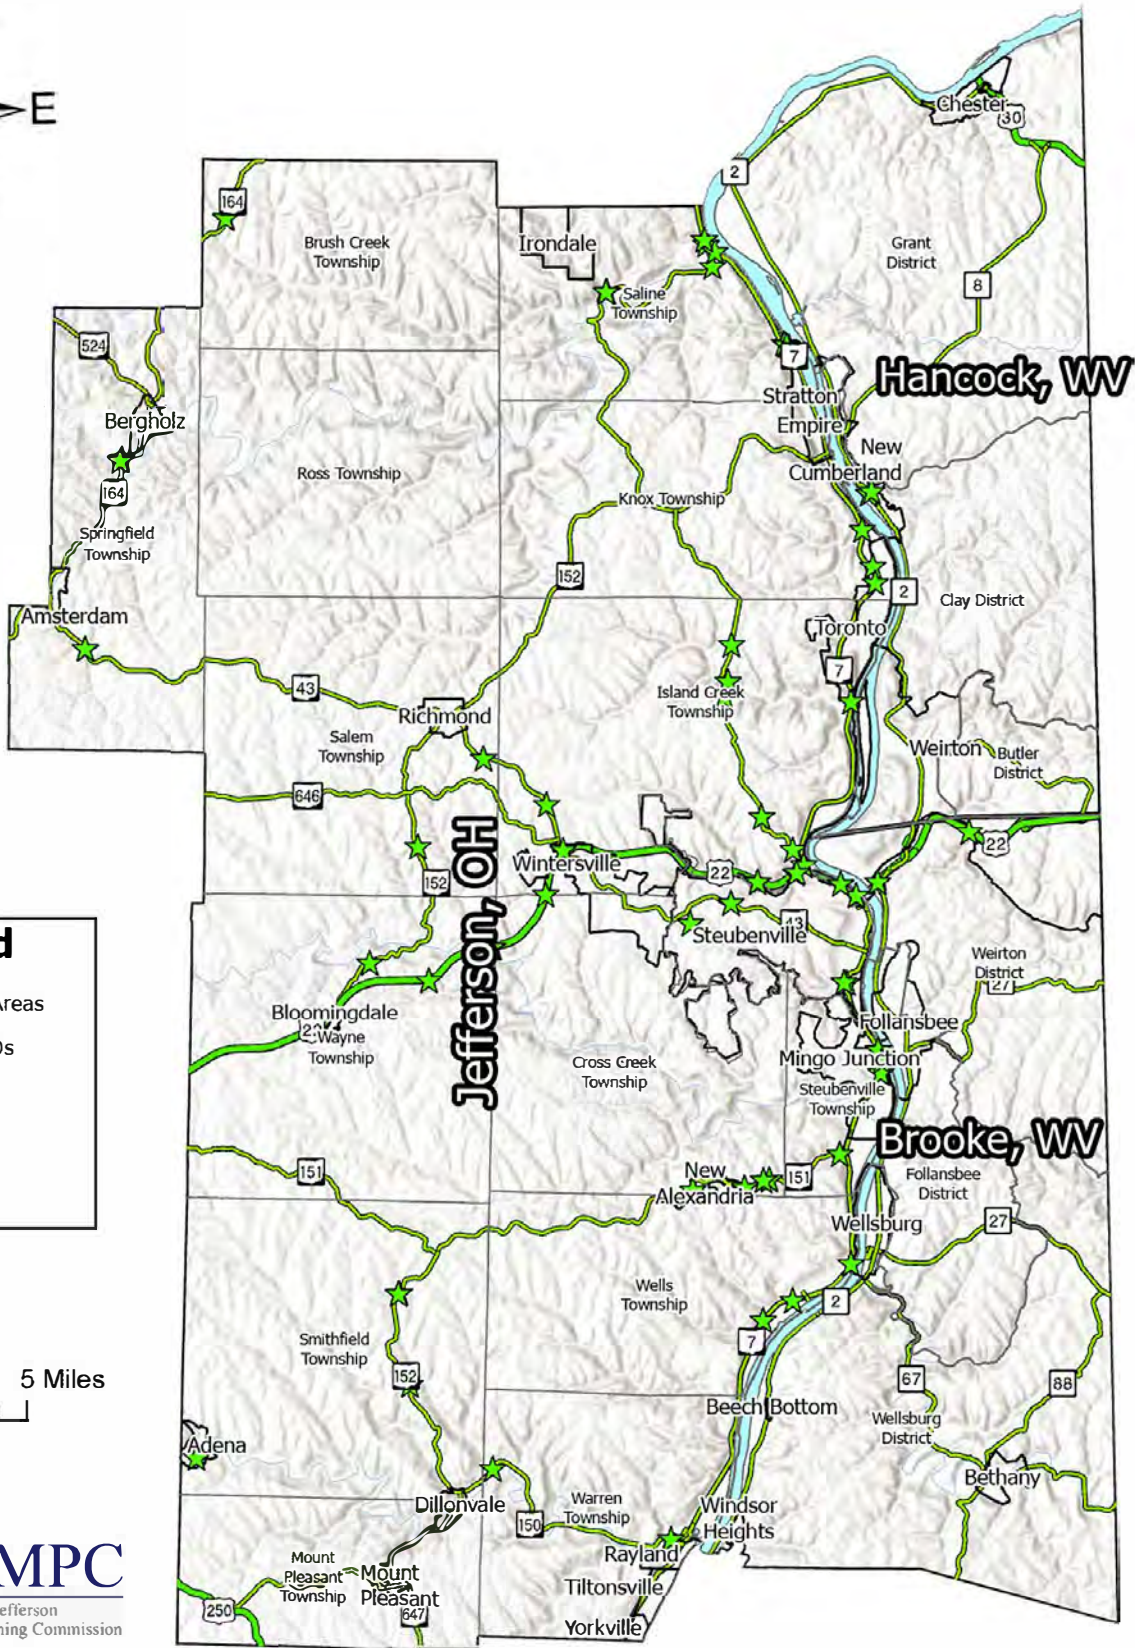 E
Chester
30
2
164
Brush Creek
Township
Irondale
Grant
District
8
Saline
Township
524
7
Hancock, WV
Stratton
Empire
Bergholz
New
Cumberland
Ross Township
164
Knox Township
Springfield
Township
152
2
Clay District
Amsterdam
Toronto
7
43
Island Creek
Township
Richmond
Salem
Township
Weirton
Butler
District
646
22
Jefferson, OH
Wintersville
22
152
43
Steubenville
d
Areas
Weirton
District
27
Bloomingdale
Follansbee
22
Wayne
Township
Mingo Junction
Cross Creek
Township
Steubenville
Township
Brooke, WV
151
New
Alexandria
151
Follansbee
District
Wellsburg
27
Wells
Township
2
Smithfield
Township
7
152
67
88
5 Miles
Beech Bottom
Wellsburg
District
Adena
Bethany
Dillonvale
Warren
Township
Windsor
Heights
150
Rayland
MPC
Mount
Pleasant
Township
Mount
Pleasant
Tiltonsville
efferson
ning Commission
250
647
Yorkville